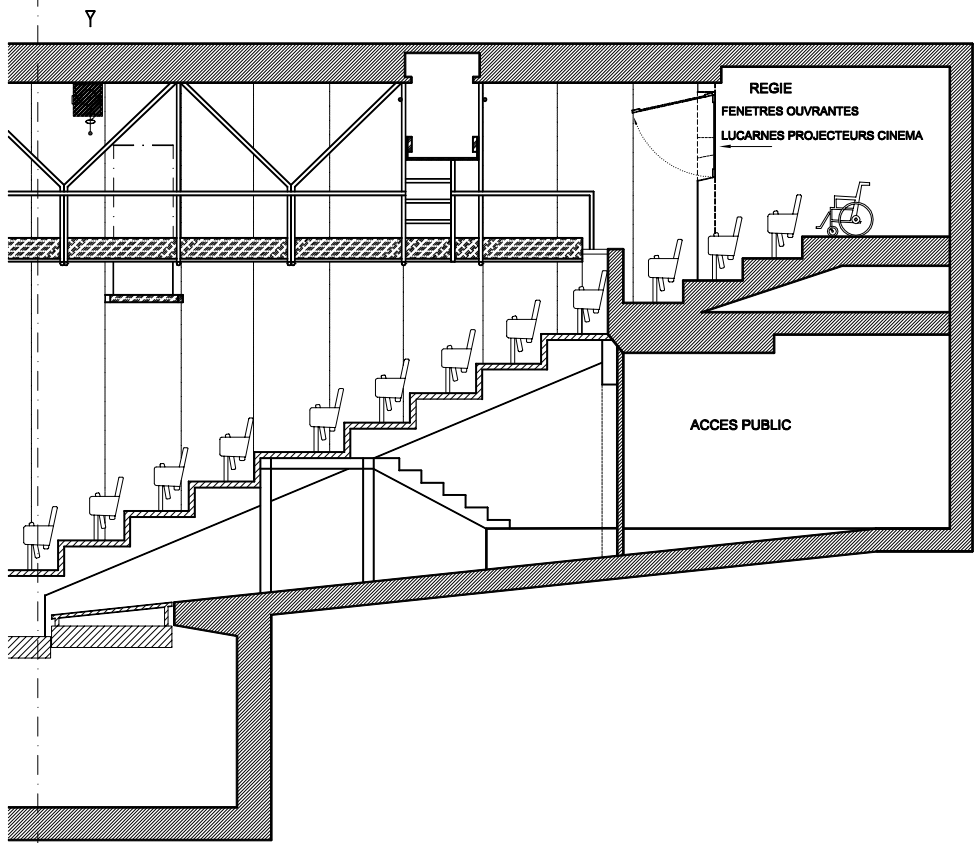 Y
REGIE
FENETRES OUVRANTES
LUCARNES PROJECTEURS CINEMA
ACCES PUBLIC